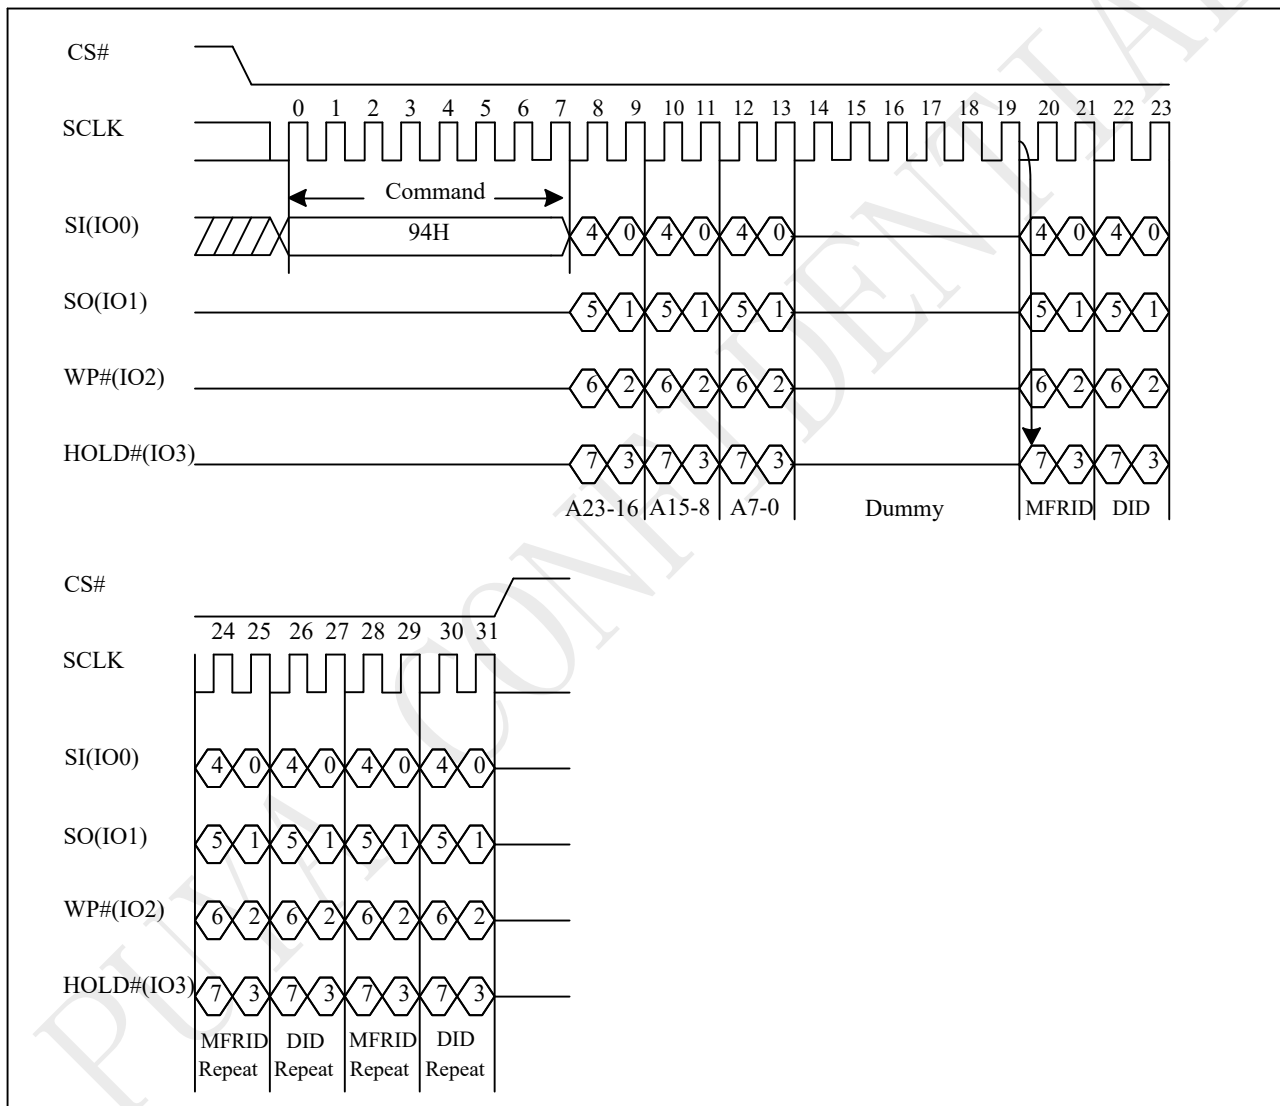 CS#
0 1 2 3 4 5 6 7 8 9 10 11 12 13 14 15 16 17 18 19 20 21 22 23
SCLK
Command
SI(IO0) 94H 4 0 4 0 4 0 4 0 4 0
SO(IO1) 5 1 5 1 5 1 5 1 5 1
WP#(IO2) 6 2 6 2 6 2 6 2 6 2
HOLD#(IO3) 7 3 7 3 7 3 7 3 7 3
A23-16 A15-8 A7-0 Dummy MFRID DID
CS#
24 25 26 27 28 29 30 31
SCLK
SI(IO0) 4 0 4 0 4 0 4 0
SO(IO1) 5 1 5 1 5 1 5 1
WP#(IO2) 6 2 6 2 6 2 6 2
HOLD#(IO3) 7 3 7 3 7 3 7 3
MFRID DID MFRID DID
Repeat Repeat Repeat Repeat
PUYA CONFIDENTIAL